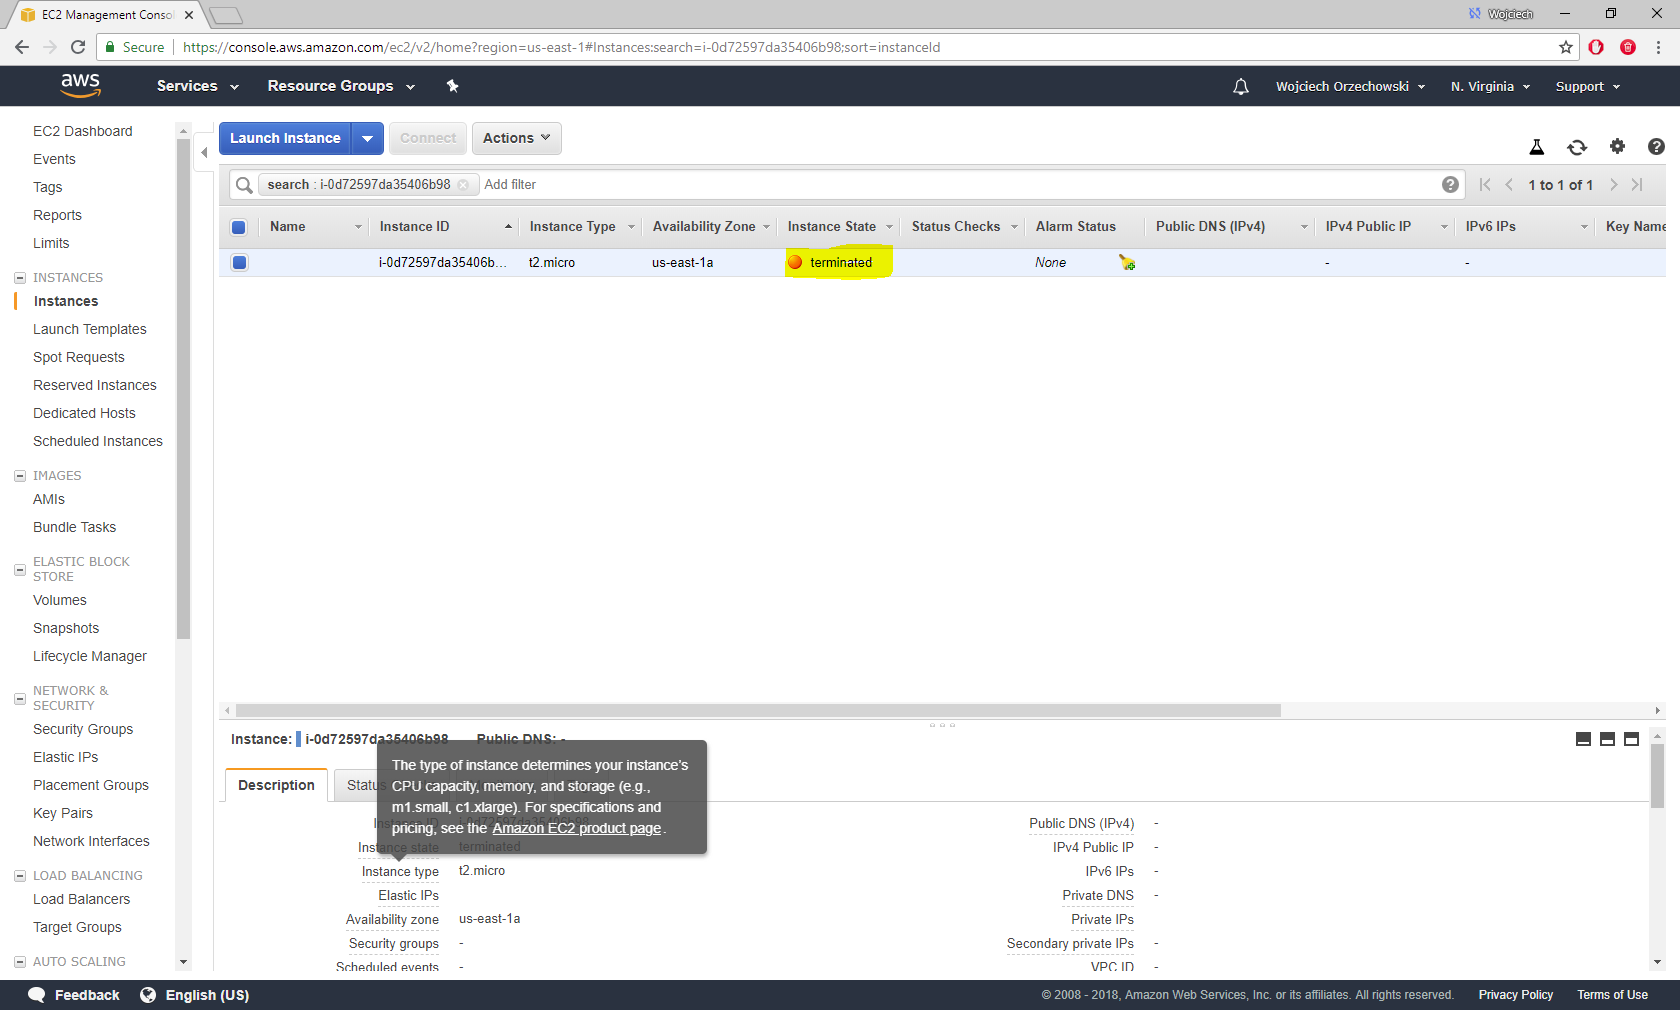 EC2 Management Conso
Wojciech
Secure
https://console.aws.amazon.com/ec2/v2/home?region=us-east-1#Instances:search=i-0d72597da35406b98;sort=instanceId
aws
Services
Resource Groups
Wojciech Orzechowski
N. Virginia
Support
EC2 Dashboard
Events
Tags
Reports
Limits
INSTANCES
Instances
Launch Templates
Spot Requests
Reserved Instances
Dedicated Hosts
Scheduled Instances
IMAGES
AMIs
Bundle Tasks
ELASTIC BLOCK
STORE
Volumes
Snapshots
Lifecycle Manager
NETWORK &
SECURITY
Security Groups
Elastic IPs
Placement Groups
Key Pairs
Network Interfaces
LOAD BALANCING
Load Balancers
Target Groups
AUTO SCALING
Launch Instance
Connect
Actions
search : i-0d72597da35406b98
Add filter
1 to 1 of 1
Name
Instance ID
Instance Type
Availability Zone
Instance State
Status Checks
Alarm Status
Public DNS (IPv4)
IPv4 Public IP
IPv6 IPs
Key Name
i-0d72597da35406b...
t2.micro
us-east-1a
terminated
None
-
-
Instance: i-0d72597da35406b98 Public DNS: -
Description
Status
The type of instance determines your instance's
CPU capacity, memory, and storage (e.g.,
m1.small, c1.xlarge). For specifications and
pricing, see the Amazon EC2 product page.
Instance ID i-0d72597da35406b98
Instance state terminated
Instance type t2.micro
Elastic IPs
Availability zone us-east-1a
Security groups -
Scheduled events -
Public DNS (IPv4) -
IPv4 Public IP -
IPv6 IPs -
Private DNS -
Private IPs -
Secondary private IPs -
VPC ID -
Feedback
English (US)
© 2008 - 2018, Amazon Web Services, Inc. or its affiliates. All rights reserved.
Privacy Policy
Terms of Use